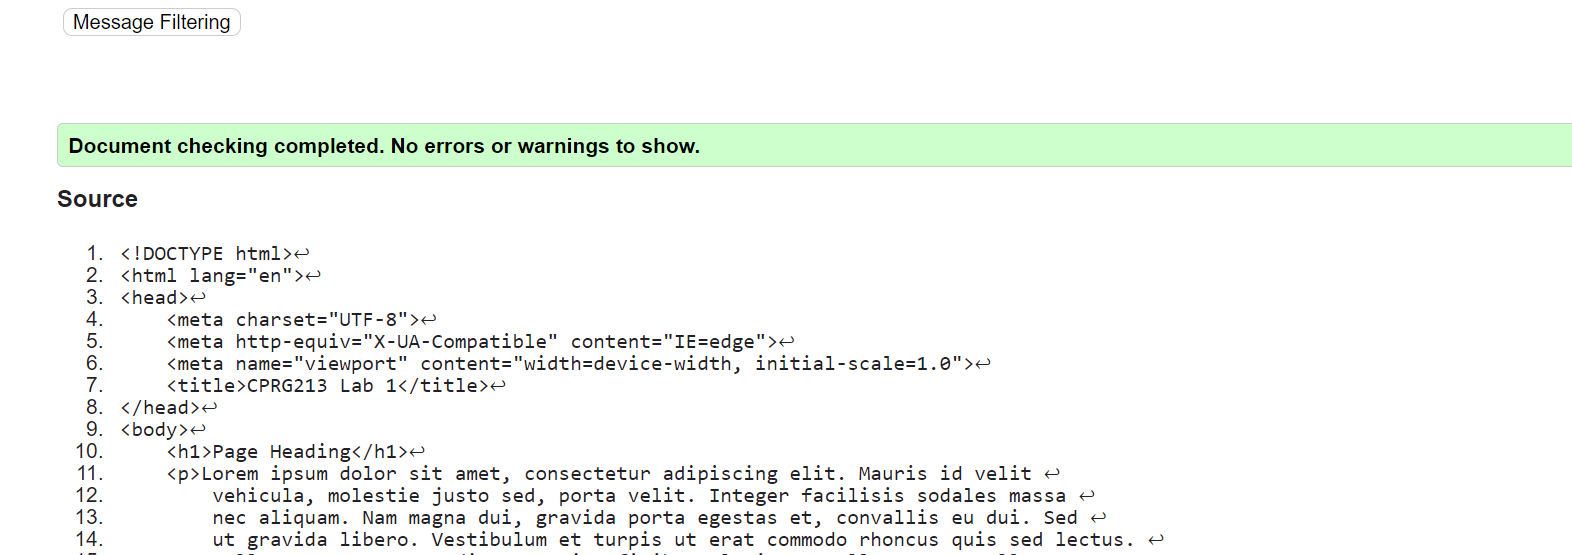 Message Filtering
Document checking completed. No errors or warnings to show.
Source
1. <!DOCTYPE html>↩
2. <html lang="en">↩
3. <head>↩
4. <meta charset="UTF-8">↩
5. <meta http-equiv="X-UA-Compatible" content="IE=edge">↩
6. <meta name="viewport" content="width=device-width, initial-scale=1.0">↩
7. <title>CPRG213 Lab 1</title>↩
8. </head>↩
9. <body>↩
10. <h1>Page Heading</h1>↩
11. <p>Lorem ipsum dolor sit amet, consectetur adipiscing elit. Mauris id velit ↩
12. vehicula, molestie justo sed, porta velit. Integer facilisis sodales massa ↩
13. nec aliquam. Nam magna dui, gravida porta egestas et, convallis eu dui. Sed ↩
14. ut gravida libero. Vestibulum et turpis ut erat commodo rhoncus quis sed lectus. ↩